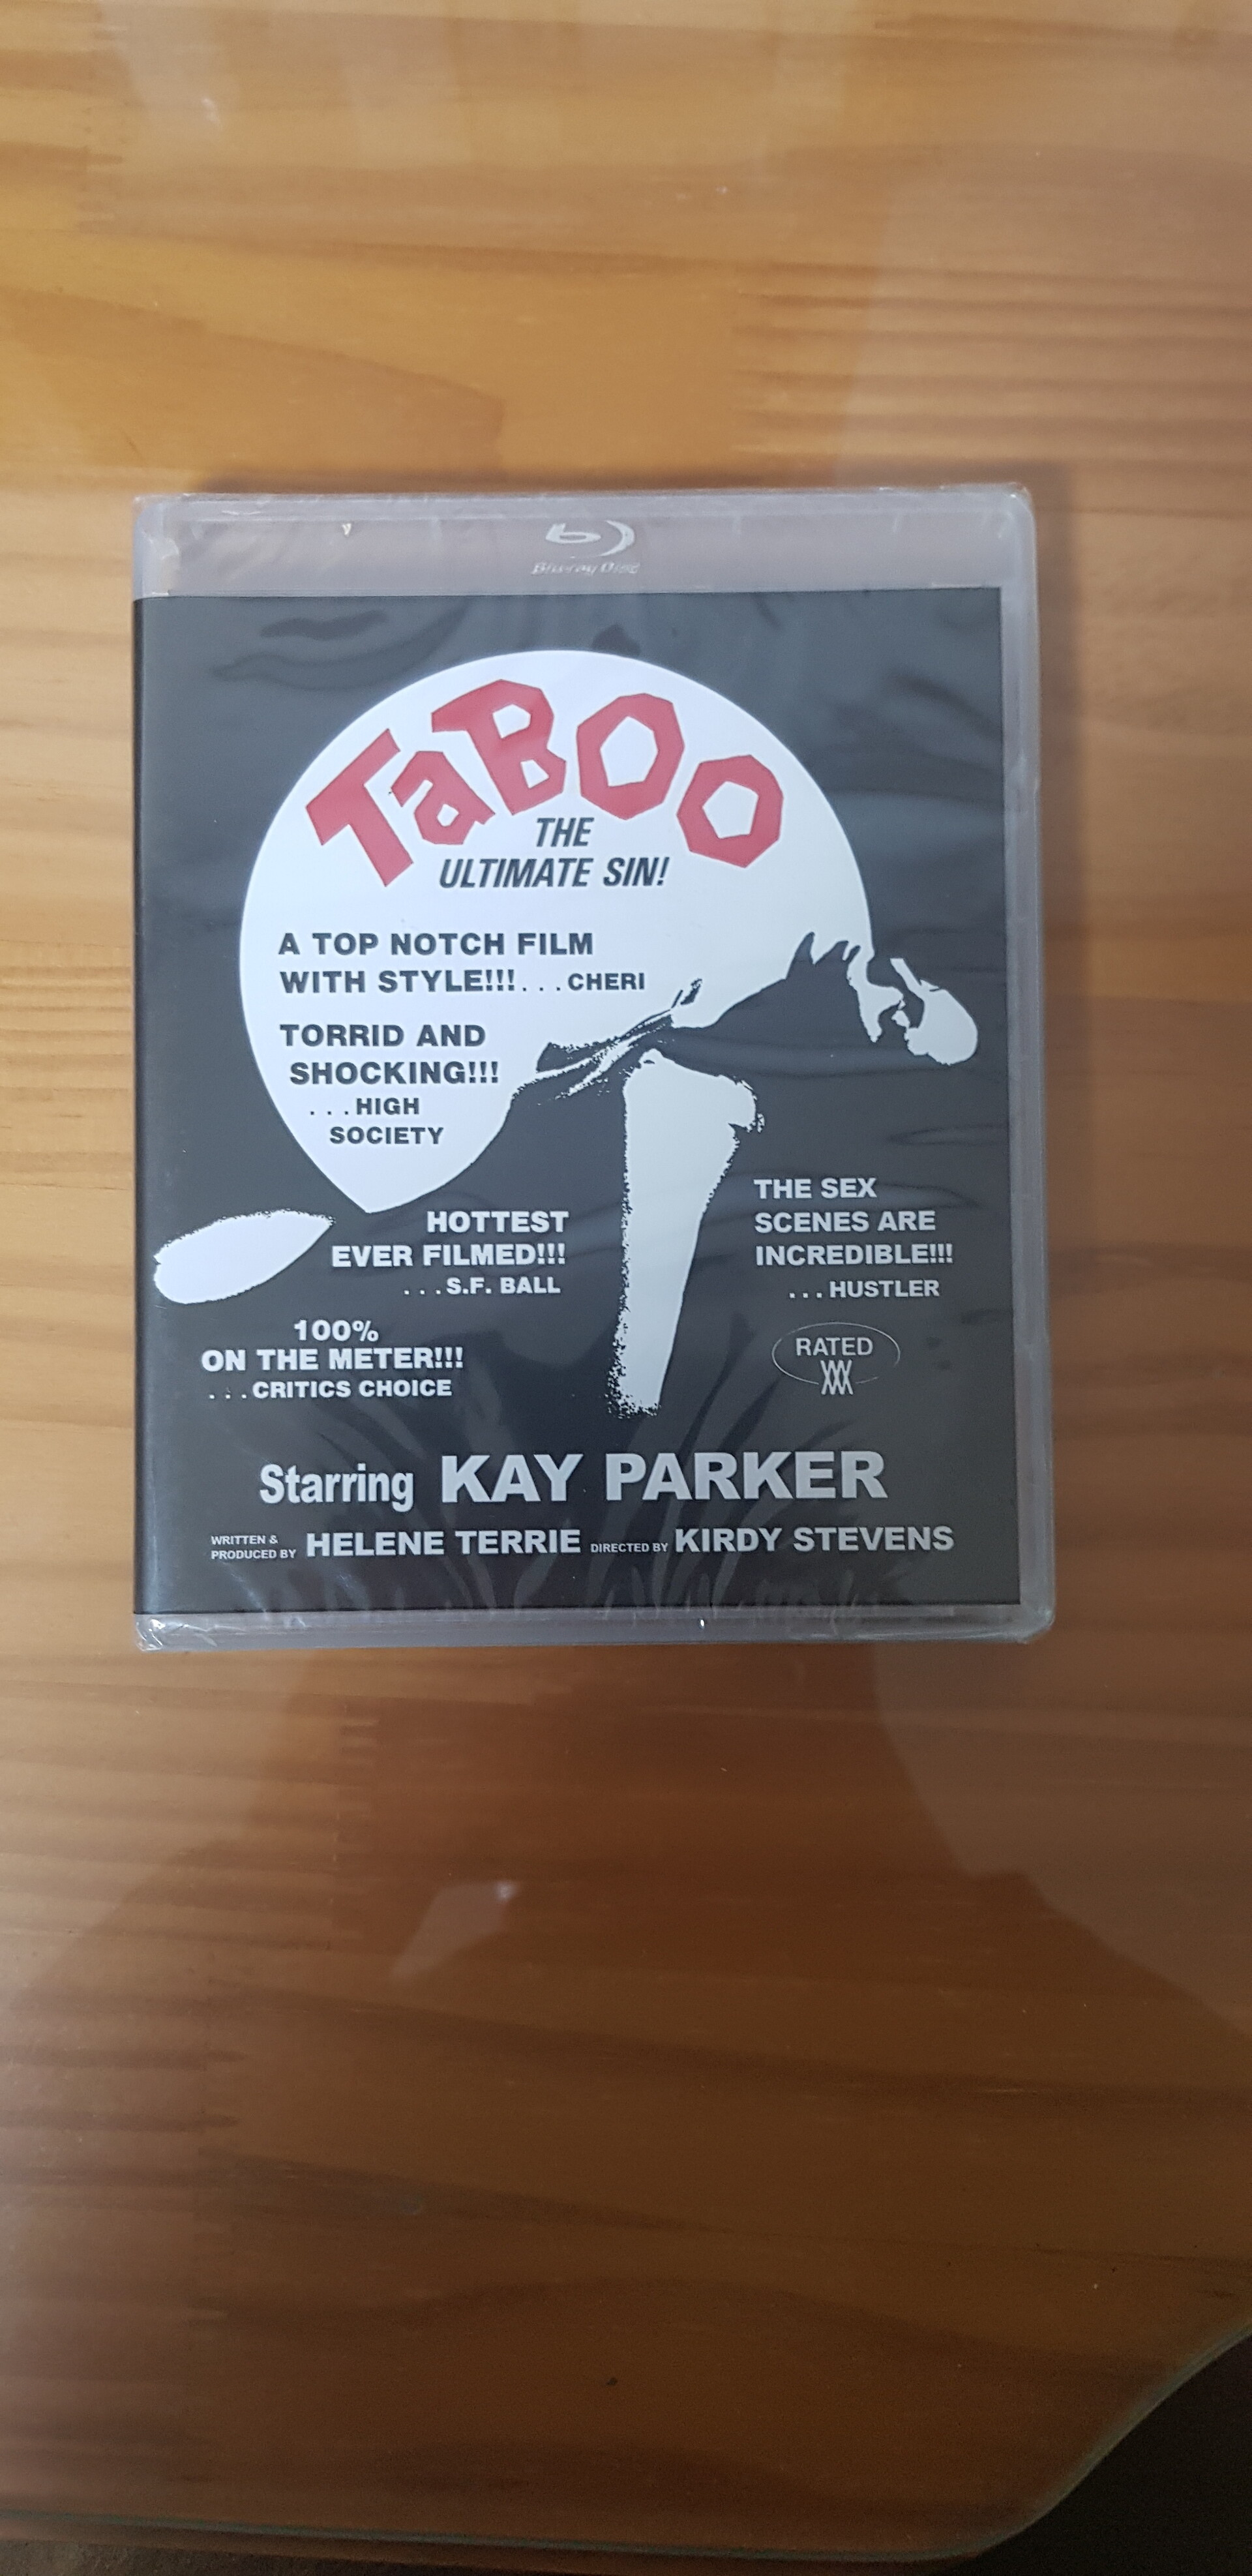 Blu-ray Disc
TaBOO
THE
ULTIMATE SIN!
A TOP NOTCH FILM
WITH STYLE!!!...CHERI
TORRID AND
SHOCKING!!!
...HIGH
SOCIETY
HOTTEST
EVER FILMED!!!
...S.F. BALL
100%
ON THE METER!!!
...CRITICS CHOICE
THE SEX
SCENES ARE
INCREDIBLE!!!
...HUSTLER
RATED
XXX
Starring KAY PARKER
WRITTEN &
PRODUCED BY HELENE TERRIE DIRECTED BY KIRDY STEVENS